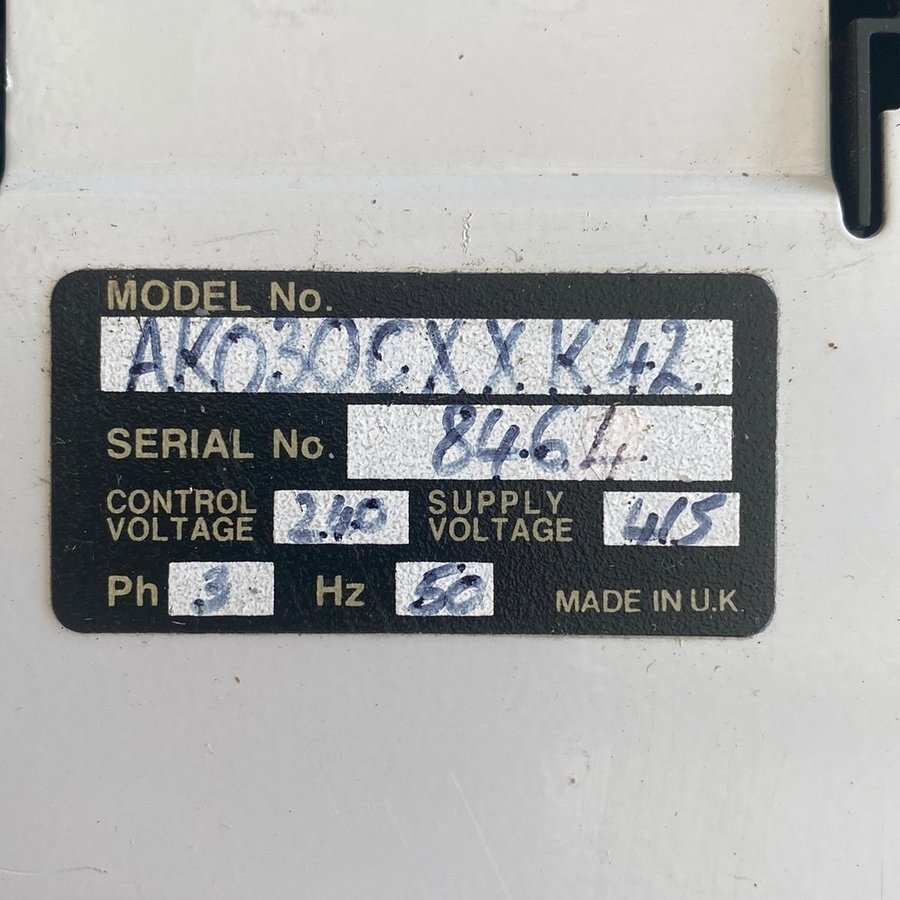 MODEL No.
AK030CXXK42
SERIAL No. 8464
CONTROL VOLTAGE 240 SUPPLY VOLTAGE 415
Ph 3 Hz 50 MADE IN U.K